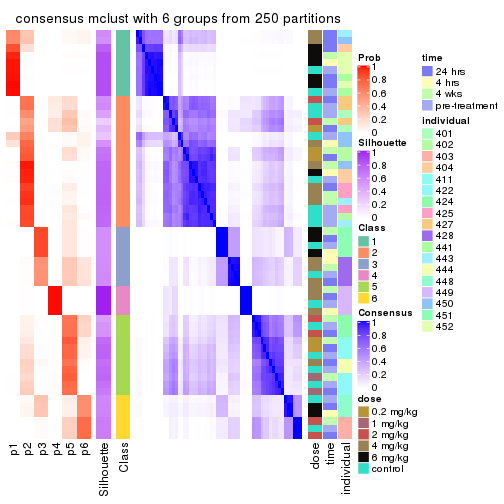 consensus mclust with 6 groups from 250 partitions
p1
p2
p3
p4
p5
p6
Silhouette
Class
dose
time
individual
Prob
1
0.8
0.6
0.4
0.2
0
Silhouette
1
0.8
0.6
0.4
0.2
0
Class
1
2
3
4
5
6
Consensus
1
0.8
0.6
0.4
0.2
0
dose
0.2 mg/kg
1 mg/kg
2 mg/kg
4 mg/kg
6 mg/kg
control
time
24 hrs
4 hrs
4 wks
pre-treatment
individual
401
402
403
404
411
422
424
425
427
428
441
443
444
448
449
450
451
452